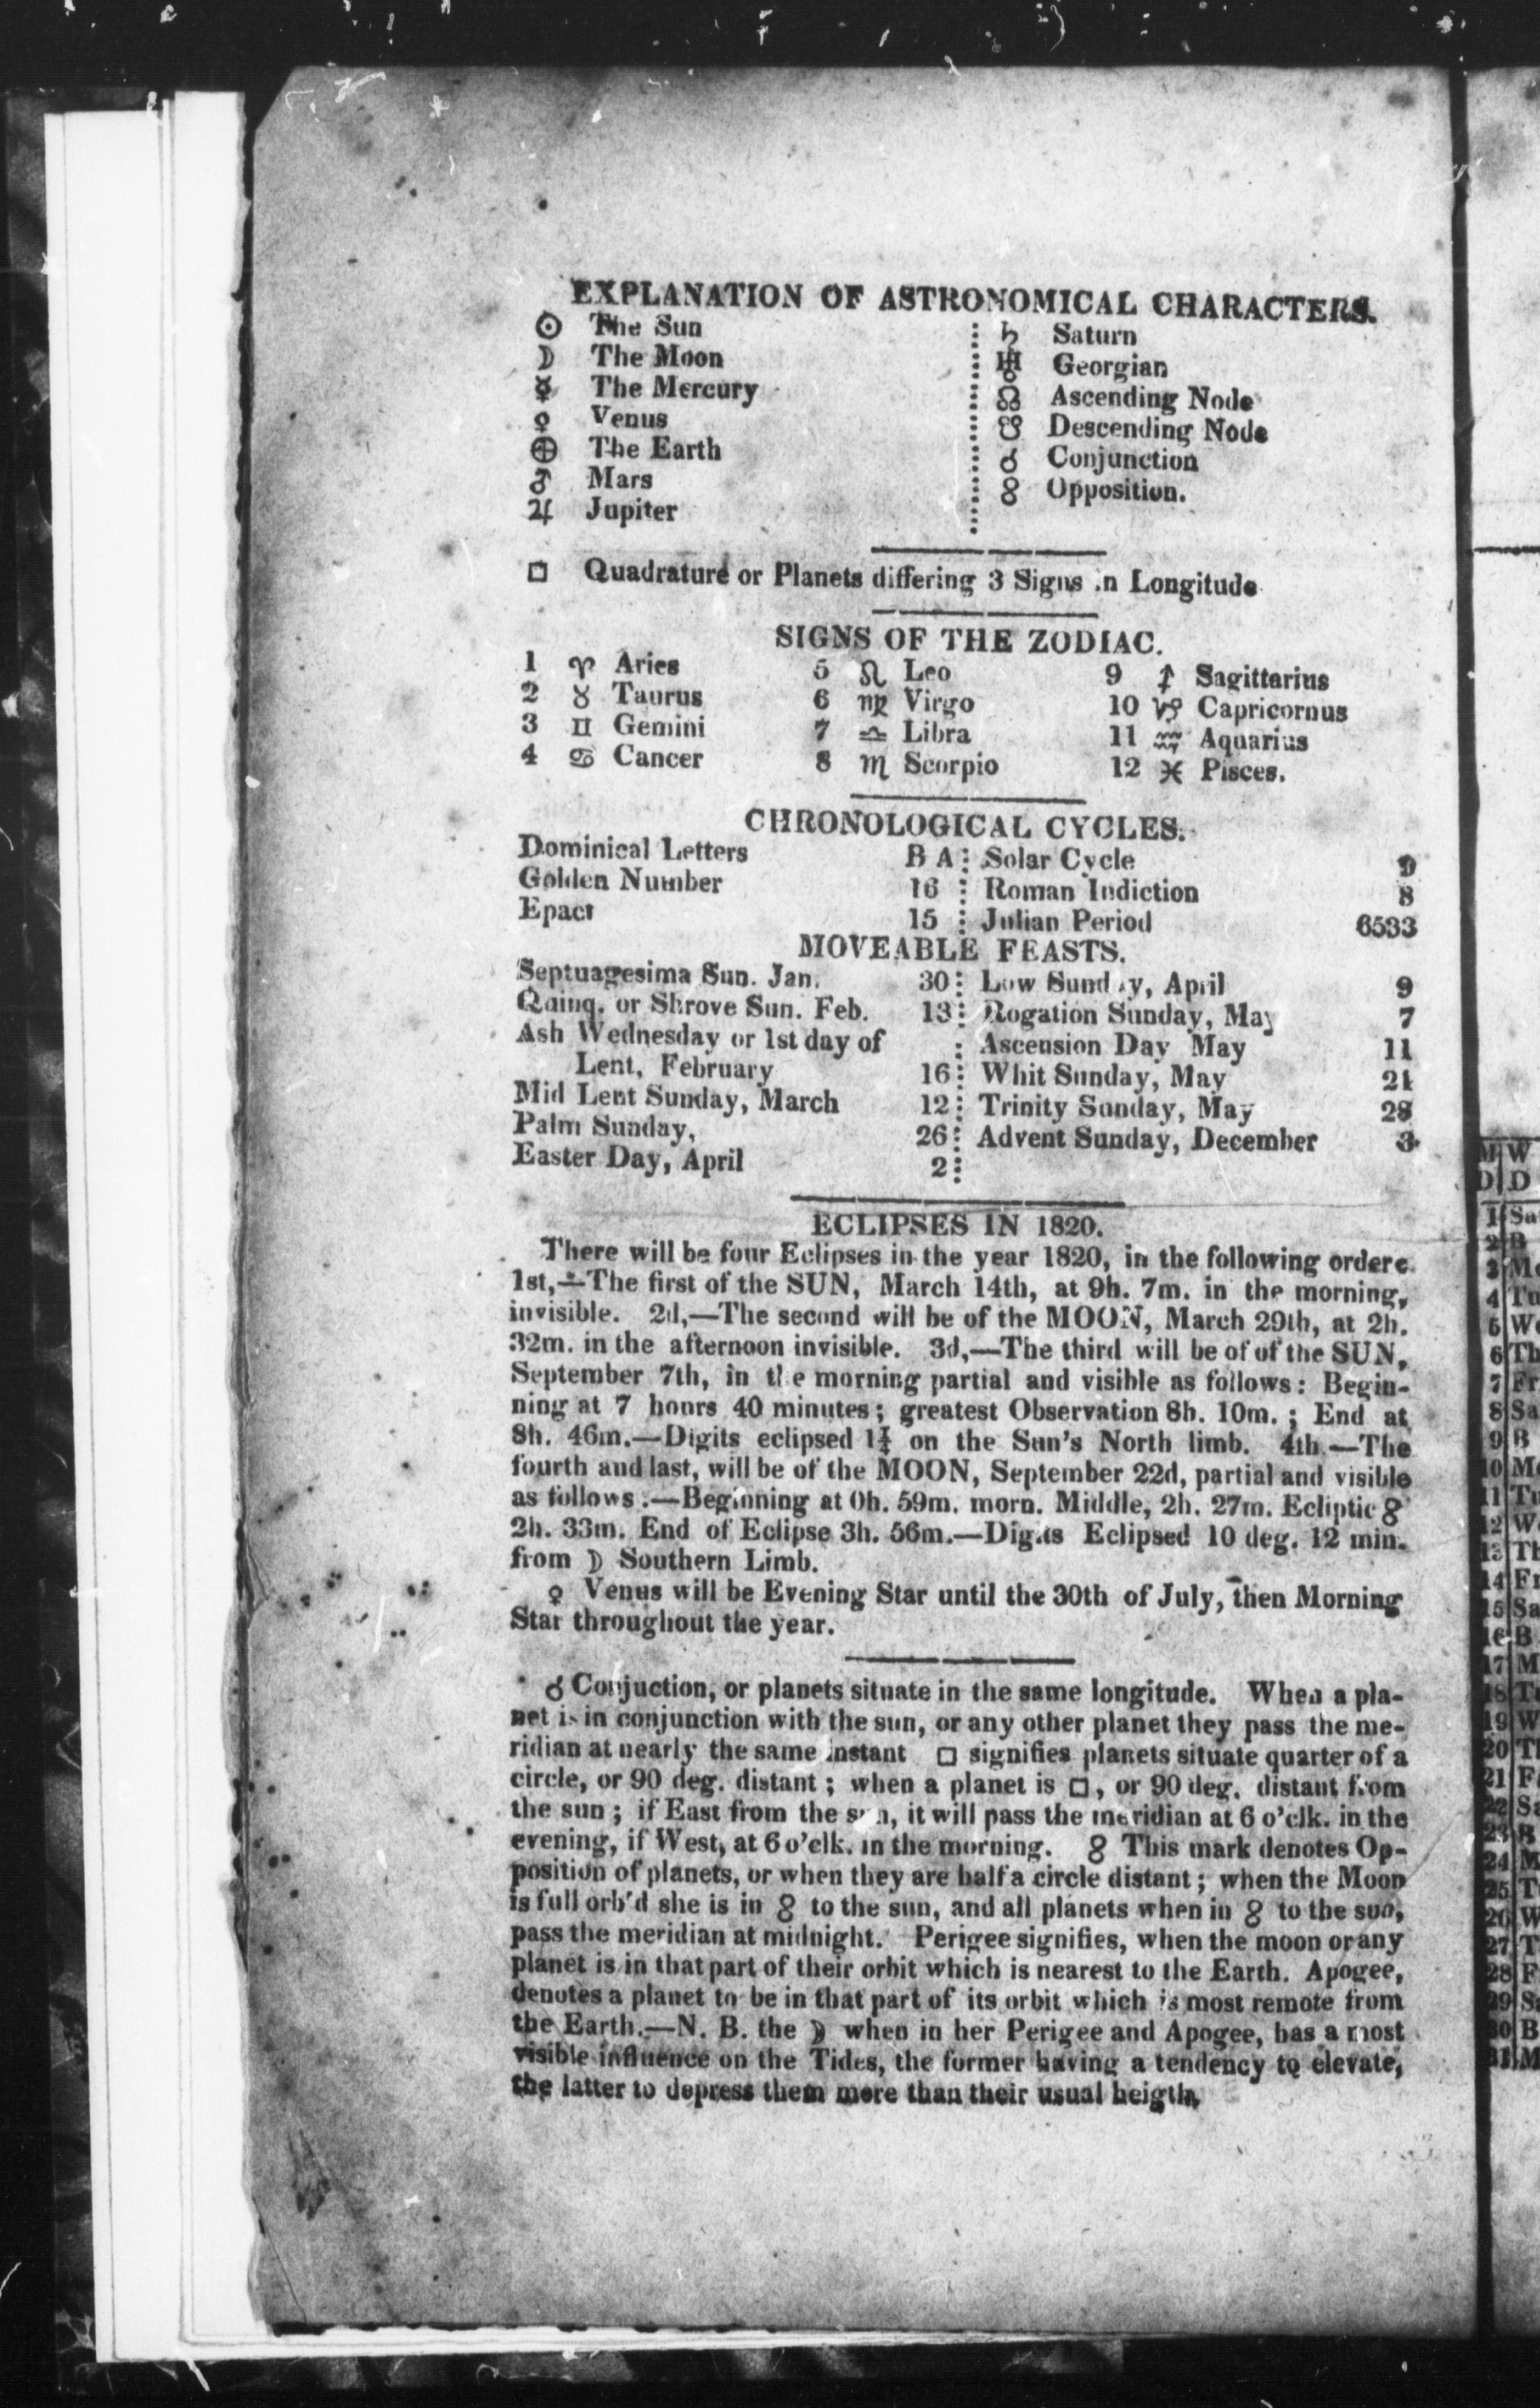 EXPLANATION OF ASTRONOMICAL CHARACTERS.
☉ The Sun
☽ The Moon
☿ The Mercury
♀ Venus
⊕ The Earth
♂ Mars
♃ Jupiter
♄ Saturn
♅ Georgian
☊ Ascending Node
☋ Descending Node
☌ Conjunction
☍ Opposition.
□ Quadrature or Planets differing 3 Signs in Longitude
SIGNS OF THE ZODIAC.
1 ♈ Aries
2 ♉ Taurus
3 ♊ Gemini
4 ♋ Cancer
5 ♌ Leo
6 ♍ Virgo
7 ♎ Libra
8 ♏ Scorpio
9 ♐ Sagittarius
10 ♑ Capricornus
11 ♒ Aquarius
12 ♓ Pisces.
CHRONOLOGICAL CYCLES.
Dominical Letters B A
Golden Number 16
Epact 15
Solar Cycle 9
Roman Indiction 8
Julian Period 6533
MOVEABLE FEASTS.
Septuagesima Sun. Jan. 30
Quinq. or Shrove Sun. Feb. 13
Ash Wednesday or 1st day of
Lent, February 16
Mid Lent Sunday, March 12
Palm Sunday, 26
Easter Day, April 2
Low Sunday, April 9
Rogation Sunday, May 7
Ascension Day May 11
Whit Sunday, May 21
Trinity Sunday, May 28
Advent Sunday, December 3
ECLIPSES IN 1820.
There will be four Eclipses in the year 1820, in the following order
1st,—The first of the SUN, March 14th, at 9h. 7m. in the morning,
invisible. 2d,—The second will be of the MOON, March 29th, at 2h.
32m. in the afternoon invisible. 3d,—The third will be of of the SUN,
September 7th, in the morning partial and visible as follows: Begin-
ning at 7 hours 40 minutes; greatest Observation 8h. 10m.; End at
8h. 46m.—Digits eclipsed on the Sun's North limb. 4th.—The
fourth and last, will be of the MOON, September 22d, partial and visible
as follows:—Beginning at 0h. 59m. morn. Middle, 2h. 27m. Ecliptic ☍
2h. 33m. End of Eclipse 3h. 56m.—Digits Eclipsed 10 deg. 12 min.
from ☽ Southern Limb.
♀ Venus will be Evening Star until the 30th of July, then Morning
Star throughout the year.
☌ Conjuction, or planets situate in the same longitude. When a pla-
net is in conjunction with the sun, or any other planet they pass the me-
ridian at nearly the same instant □ signifies planets situate quarter of a
circle, or 90 deg. distant; when a planet is □, or 90 deg. distant from
the sun; if East from the sun, it will pass the meridian at 6 o'clk. in the
evening, if West, at 6 o'clk. in the morning. ☍ This mark denotes Op-
position of planets, or when they are half a circle distant; when the Moon
is full orb'd she is in ☍ to the sun, and all planets when in ☍ to the sun,
pass the meridian at midnight. Perigee signifies, when the moon or any
planet is in that part of their orbit which is nearest to the Earth. Apogee,
denotes a planet to be in that part of its orbit which is most remote from
the Earth.—N. B. the ☽ when in her Perigee and Apogee, has a most
visible influence on the Tides, the former having a tendency to elevate,
the latter to depress them more than their usual heigth.